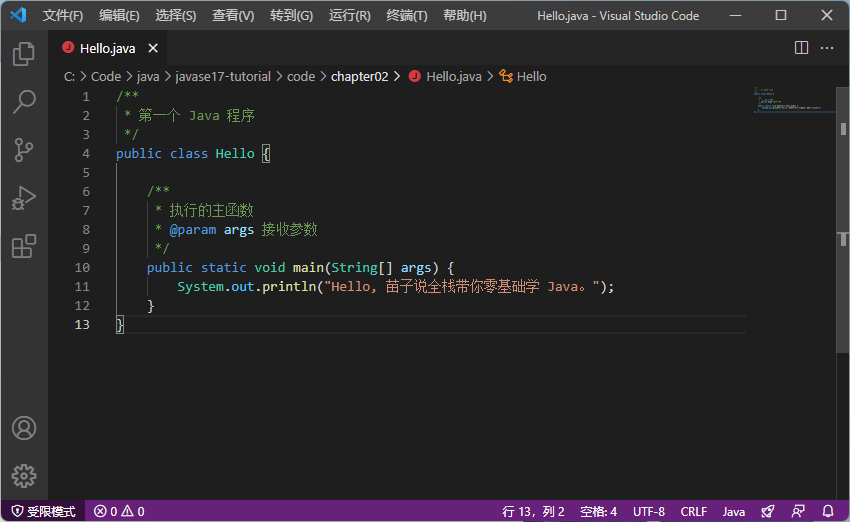 文件(F) 编辑(E) 选择(S) 查看(V) 转到(G) 运行(R) 终端(T) 帮助(H) Hello.java - Visual Studio Code
Hello.java
C: > Code > java > javase17-tutorial > code > chapter02 > Hello.java > Hello
1 /**
2  * 第一个 Java 程序
3  */
4 public class Hello {
5
6     /**
7      * 执行的主函数
8      * @param args 接收参数
9      */
10     public static void main(String[] args) {
11         System.out.println("Hello, 苗子说全栈带你零基础学 Java。");
12     }
13 }
受限模式 0 0 行 13，列 2 空格: 4 UTF-8 CRLF Java